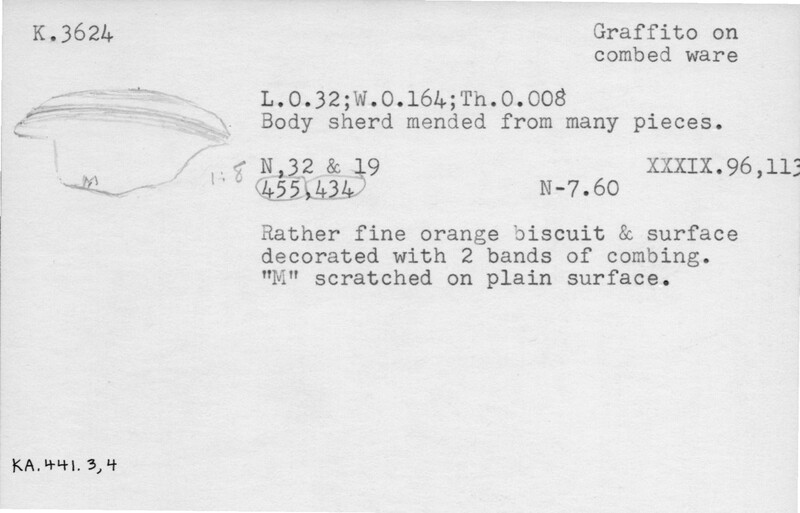 K.3624
Graffito on
combed ware
L.0.32;W.0.164;Th.0.008
Body sherd mended from many pieces.
1:8
N,32 & 19
XXXIX.96,113
455,434
N-7.60
Rather fine orange biscuit & surface
decorated with 2 bands of combing.
"M" scratched on plain surface.
M
KA.441.3,4